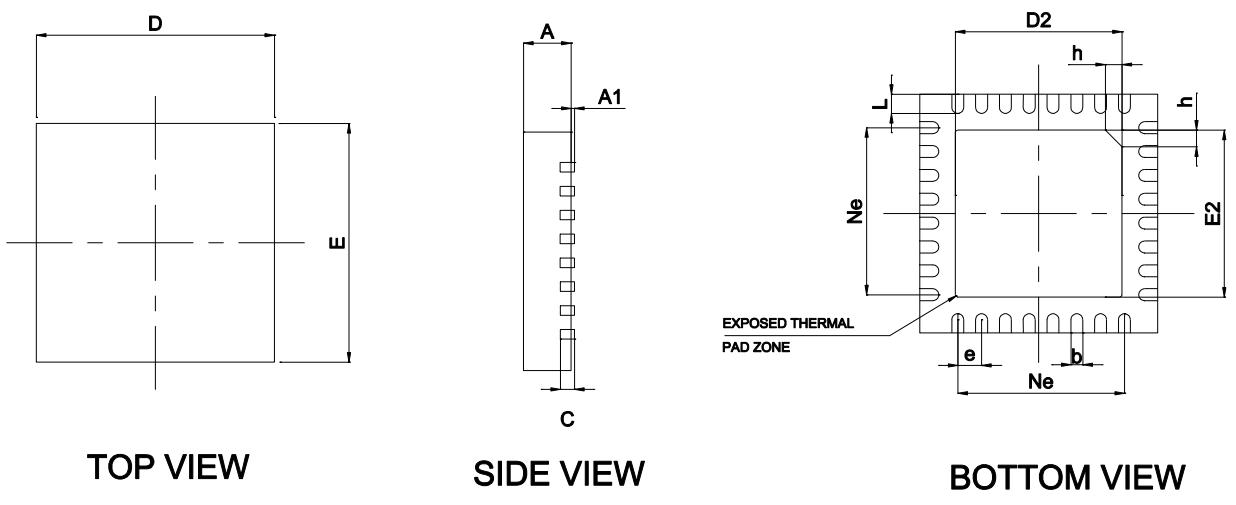 D
E
TOP VIEW
A
A1
C
SIDE VIEW
D2
h
h
L
Ne
E2
EXPOSED THERMAL
PAD ZONE
e
b
Ne
BOTTOM VIEW